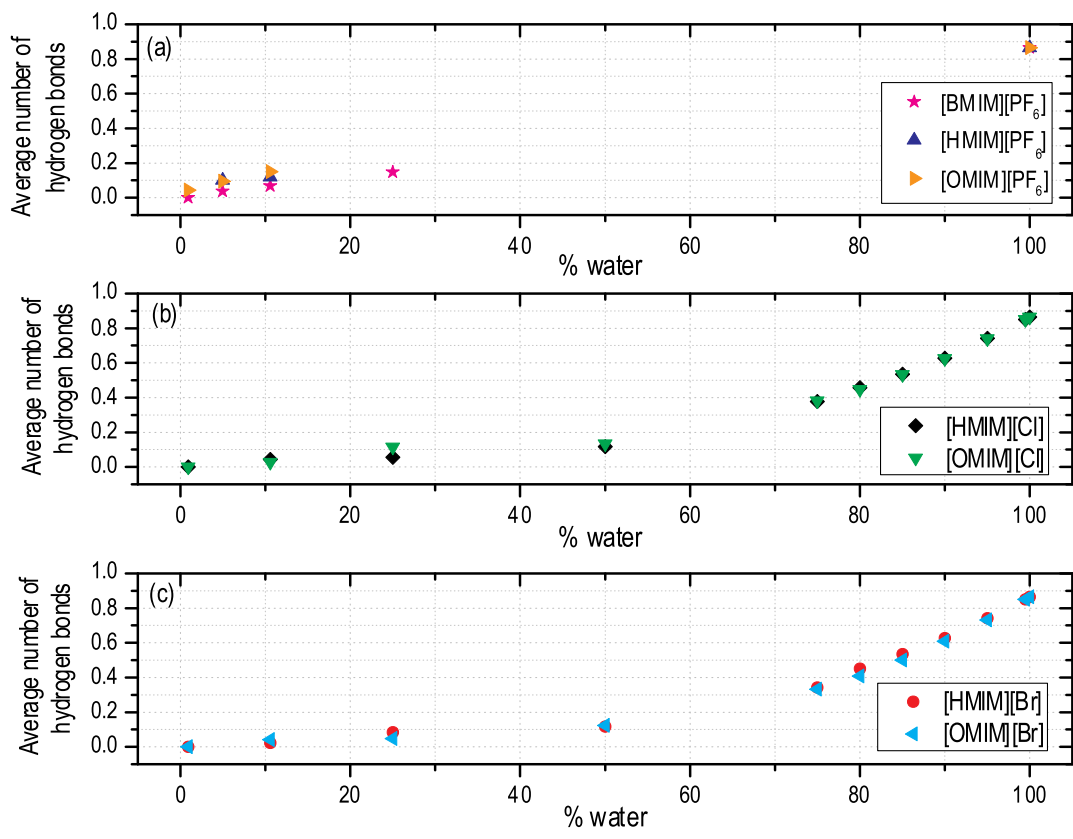 Average number of
hydrogen bonds
1.0
0.8
0.6
0.4
0.2
0.0
(a)
[BMIM][PF6]
[HMIM][PF6]
[OMIM][PF6]
0 20 40 60 80 100
% water
Average number of
hydrogen bonds
1.0
0.8
0.6
0.4
0.2
0.0
(b)
[HMIM][Cl]
[OMIM][Cl]
0 20 40 60 80 100
% water
Average number of
hydrogen bonds
1.0
0.8
0.6
0.4
0.2
0.0
(c)
[HMIM][Br]
[OMIM][Br]
0 20 40 60 80 100
% water